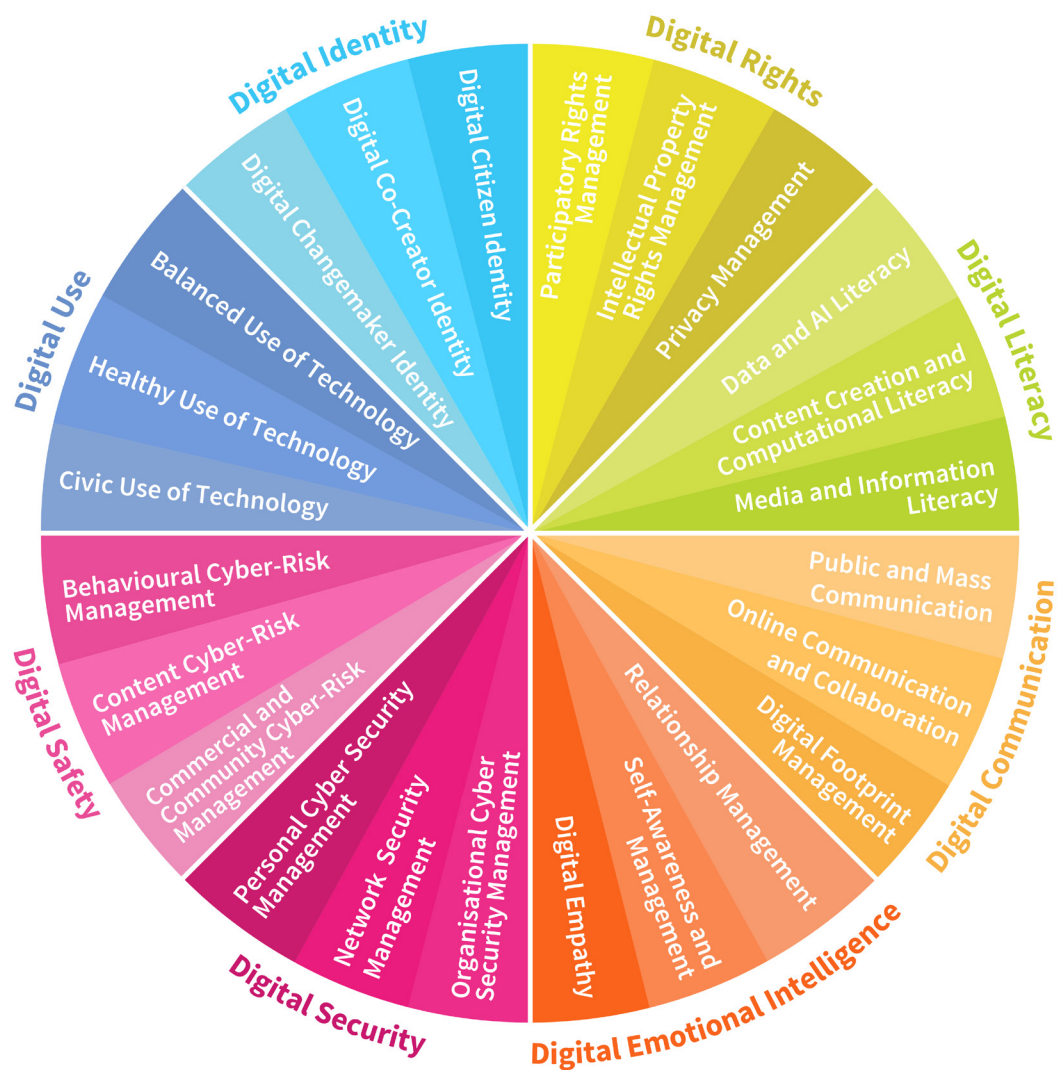 Digital Identity
Digital Changemaker Identity
Digital Co-Creator Identity
Digital Citizen Identity
Digital Rights
Participatory Rights
Management
Intellectual Property
Rights Management
Privacy Management
Digital Literacy
Data and AI Literacy
Content Creation and
Computational Literacy
Media and Information
Literacy
Digital Communication
Public and Mass
Communication
Online Communication
and Collaboration
Digital Footprint
Management
Digital Emotional Intelligence
Relationship Management
Self-Awareness and
Management
Digital Empathy
Digital Security
Organisational Cyber
Security Management
Network Security
Management
Personal Cyber Security
Management
Digital Safety
Commercial and
Community Cyber-Risk
Management
Content Cyber-Risk
Management
Behavioural Cyber-Risk
Management
Digital Use
Civic Use of Technology
Healthy Use of Technology
Balanced Use of Technology